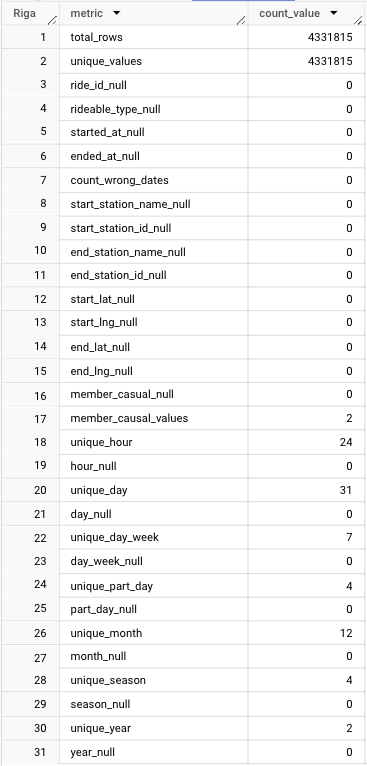 Riga metric count_value
1 total_rows 4331815
2 unique_values 4331815
3 ride_id_null 0
4 rideable_type_null 0
5 started_at_null 0
6 ended_at_null 0
7 count_wrong_dates 0
8 start_station_name_null 0
9 start_station_id_null 0
10 end_station_name_null 0
11 end_station_id_null 0
12 start_lat_null 0
13 start_lng_null 0
14 end_lat_null 0
15 end_lng_null 0
16 member_casual_null 0
17 member_causal_values 2
18 unique_hour 24
19 hour_null 0
20 unique_day 31
21 day_null 0
22 unique_day_week 7
23 day_week_null 0
24 unique_part_day 4
25 part_day_null 0
26 unique_month 12
27 month_null 0
28 unique_season 4
29 season_null 0
30 unique_year 2
31 year_null 0